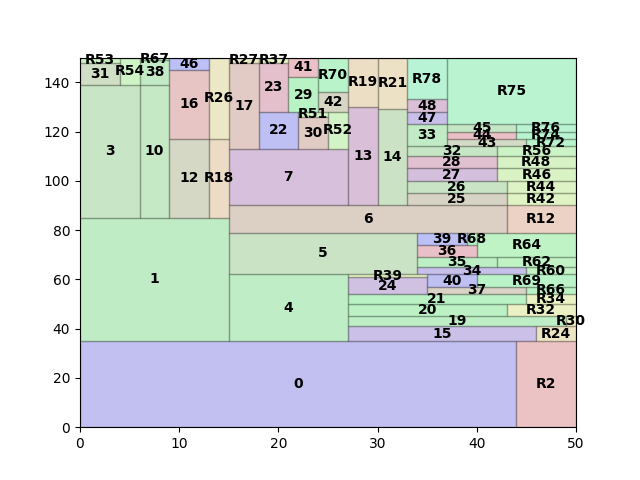 R53 R67 46 R27 R37 41
31 R54 38 R70 R19 R21 R78 R75
140
16 R26 17 23 29 42
48
47
120
22 30 R51 R52 33 45 R76
44 R74
43 R72
3 10 13 14 32 R56
28 R48
100
12 R18 7 27 R46
26 R44
25 R42
80
6 R12
39 R68 R64
5 36
35 R62
60
1 R39 34 R60
24 40 R69
37 R66
21 R34
4 20 R32
40
19 R30
15 R24
20
0 R2
0
0 10 20 30 40 50